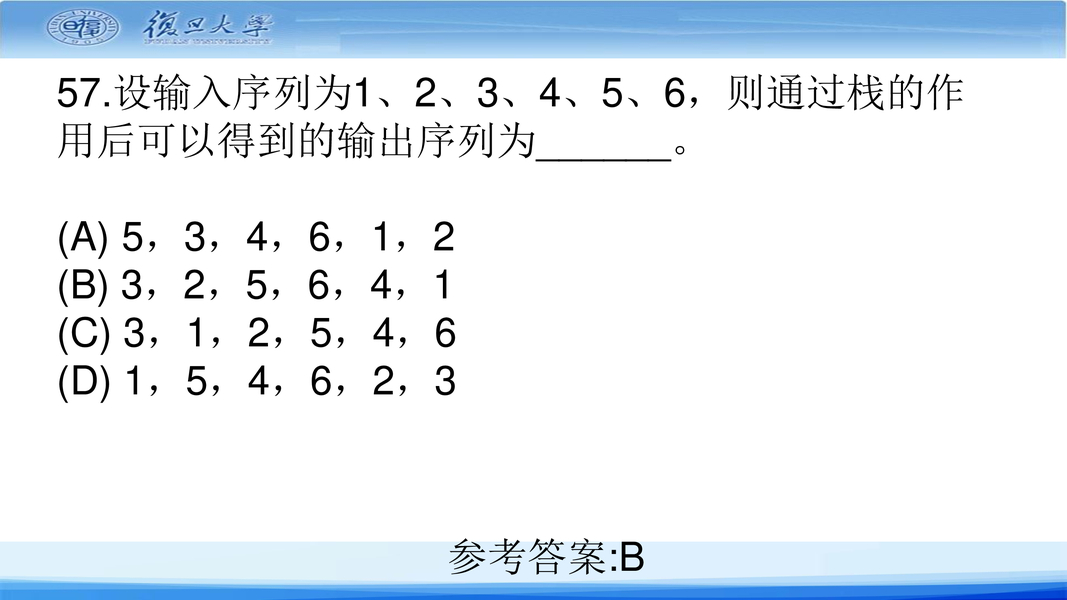 復旦大學
57.设输入序列为1、2、3、4、5、6，则通过栈的作
用后可以得到的输出序列为______。
(A) 5，3，4，6，1，2
(B) 3，2，5，6，4，1
(C) 3，1，2，5，4，6
(D) 1，5，4，6，2，3
参考答案:B